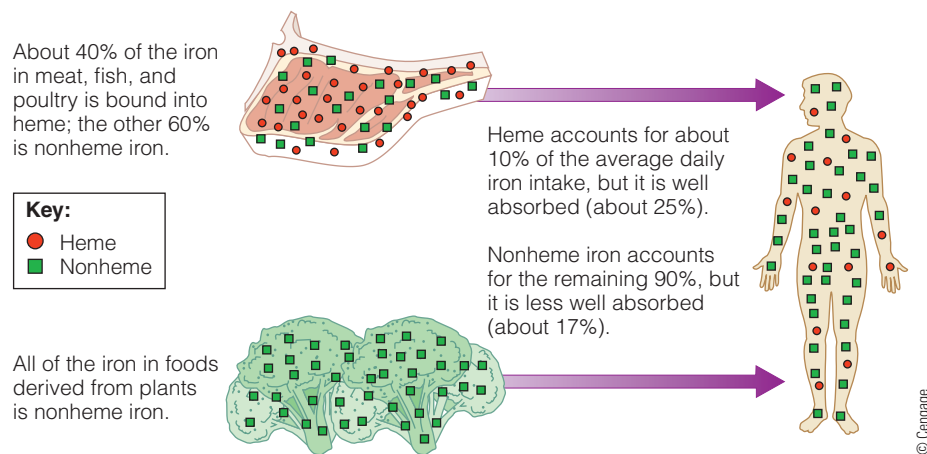 About 40% of the iron
in meat, fish, and
poultry is bound into
heme; the other 60%
is nonheme iron.
Key:
Heme
Nonheme
Heme accounts for about
10% of the average daily
iron intake, but it is well
absorbed (about 25%).
Nonheme iron accounts
for the remaining 90%, but
it is less well absorbed
(about 17%).
All of the iron in foods
derived from plants
is nonheme iron.
© Cengage